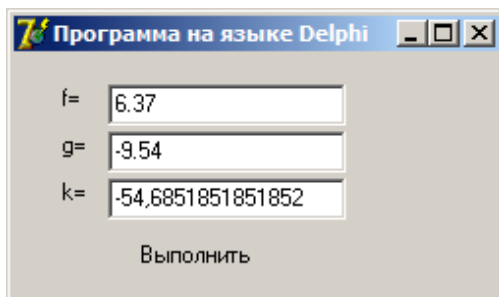 Программа на языке Delphi
f= 6.37
g= -9.54
k= -54,6851851851852
Выполнить